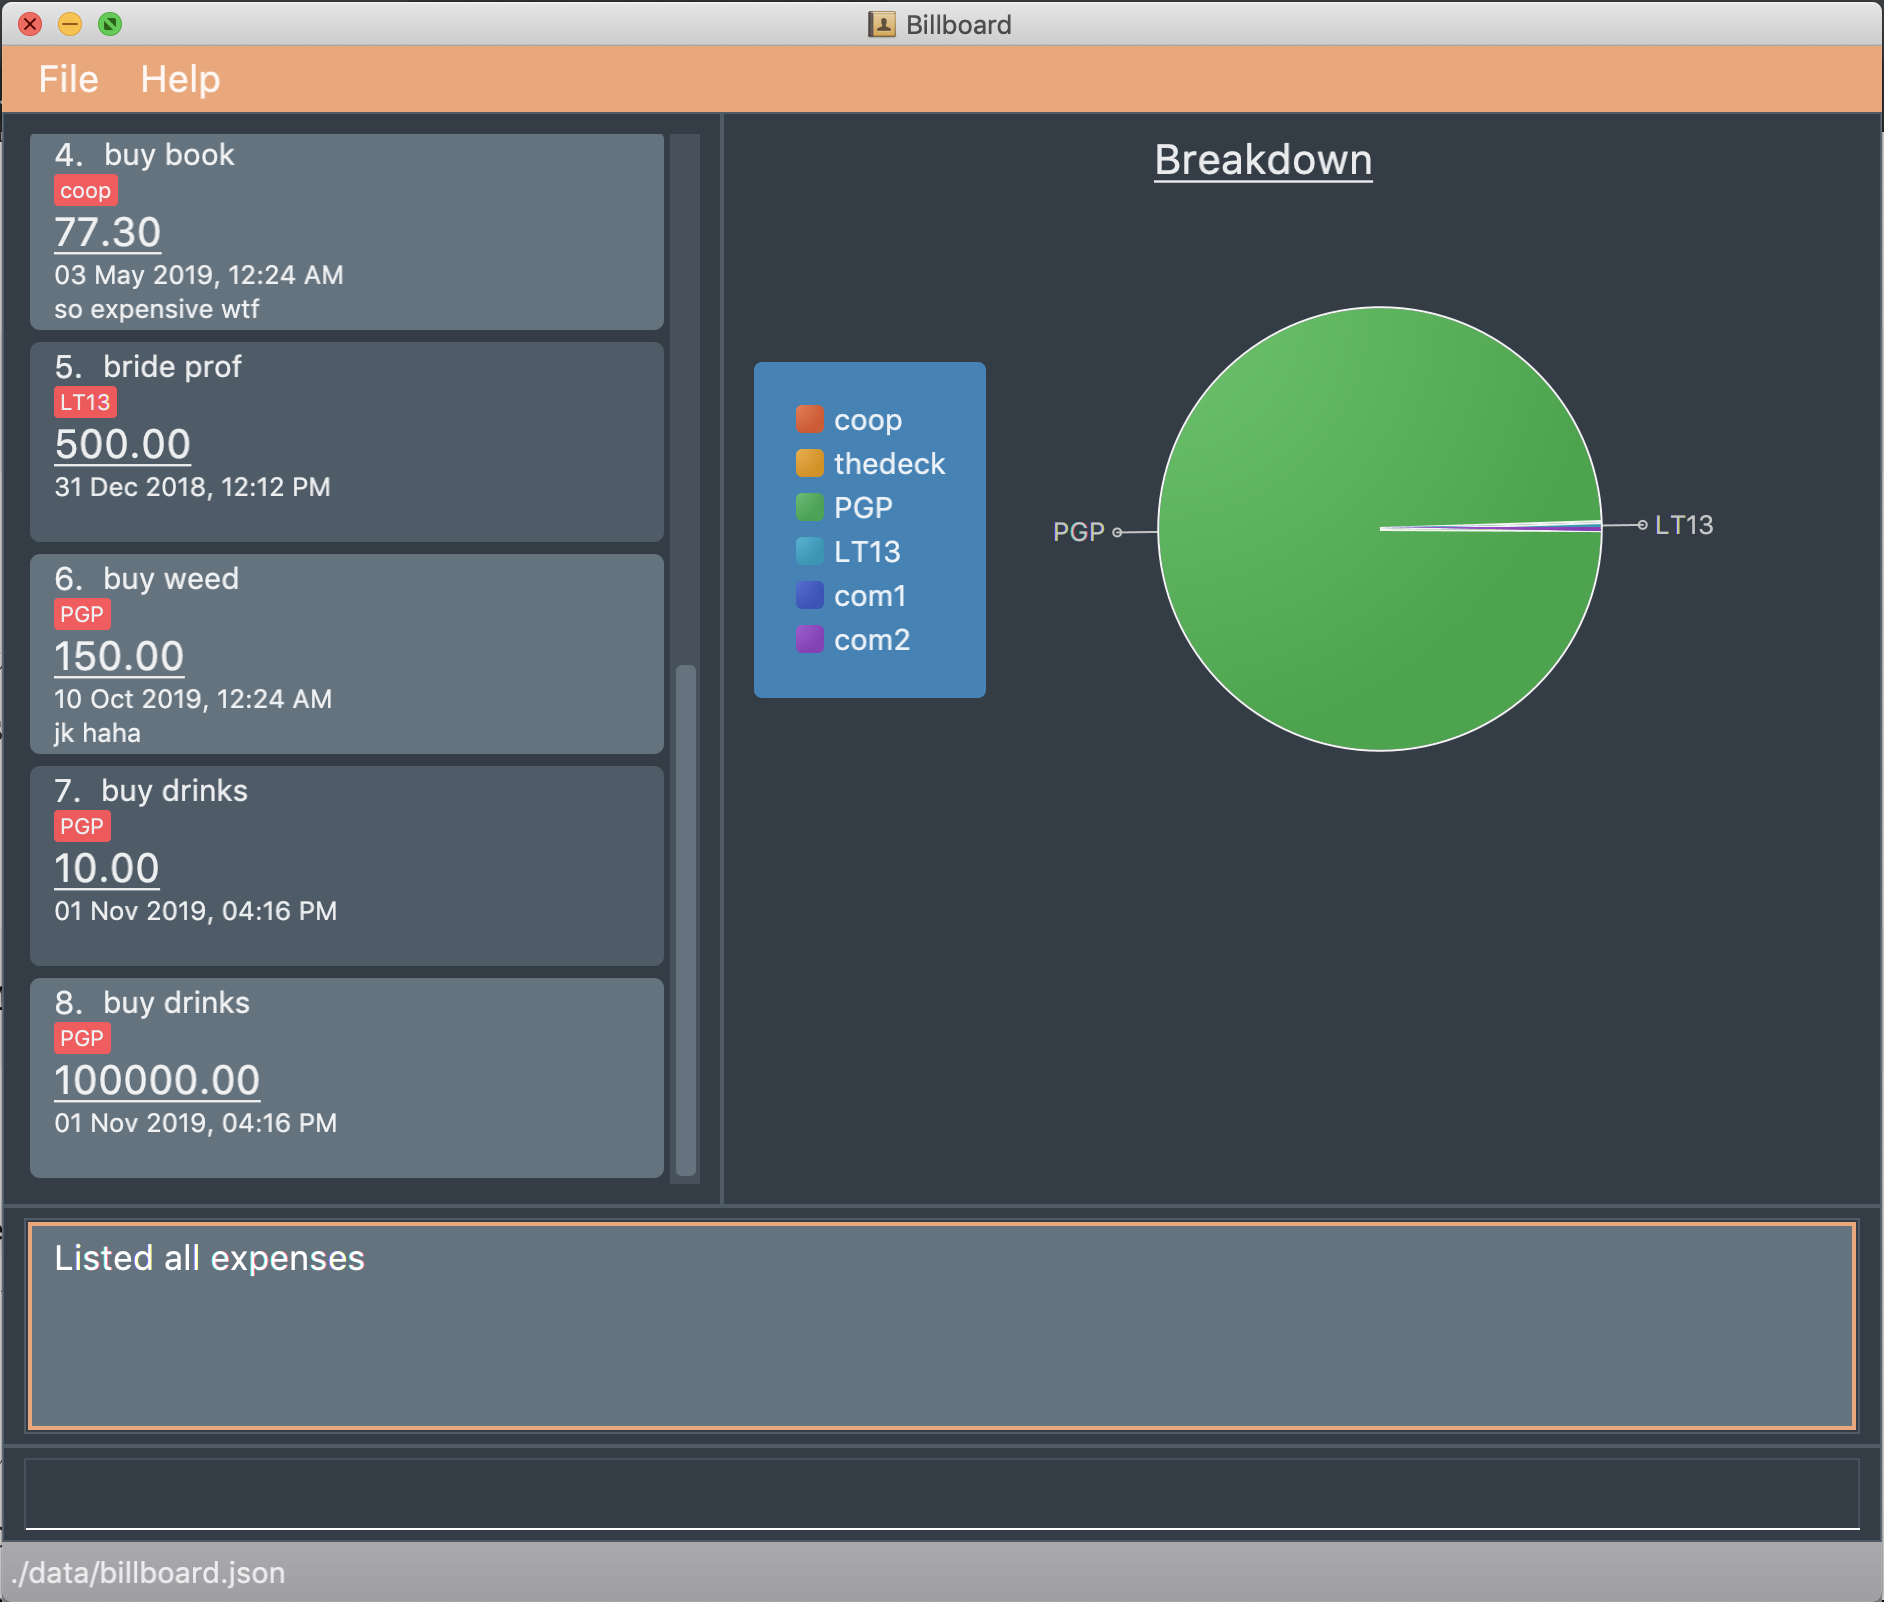 Billboard
File Help
4. buy book
coop
77.30
03 May 2019, 12:24 AM
so expensive wtf
5. bride prof
LT13
500.00
31 Dec 2018, 12:12 PM
6. buy weed
PGP
150.00
10 Oct 2019, 12:24 AM
jk haha
7. buy drinks
PGP
10.00
01 Nov 2019, 04:16 PM
8. buy drinks
PGP
100000.00
01 Nov 2019, 04:16 PM
Breakdown
coop
thedeck
PGP
LT13
com1
com2
PGP
LT13
Listed all expenses
./data/billboard.json